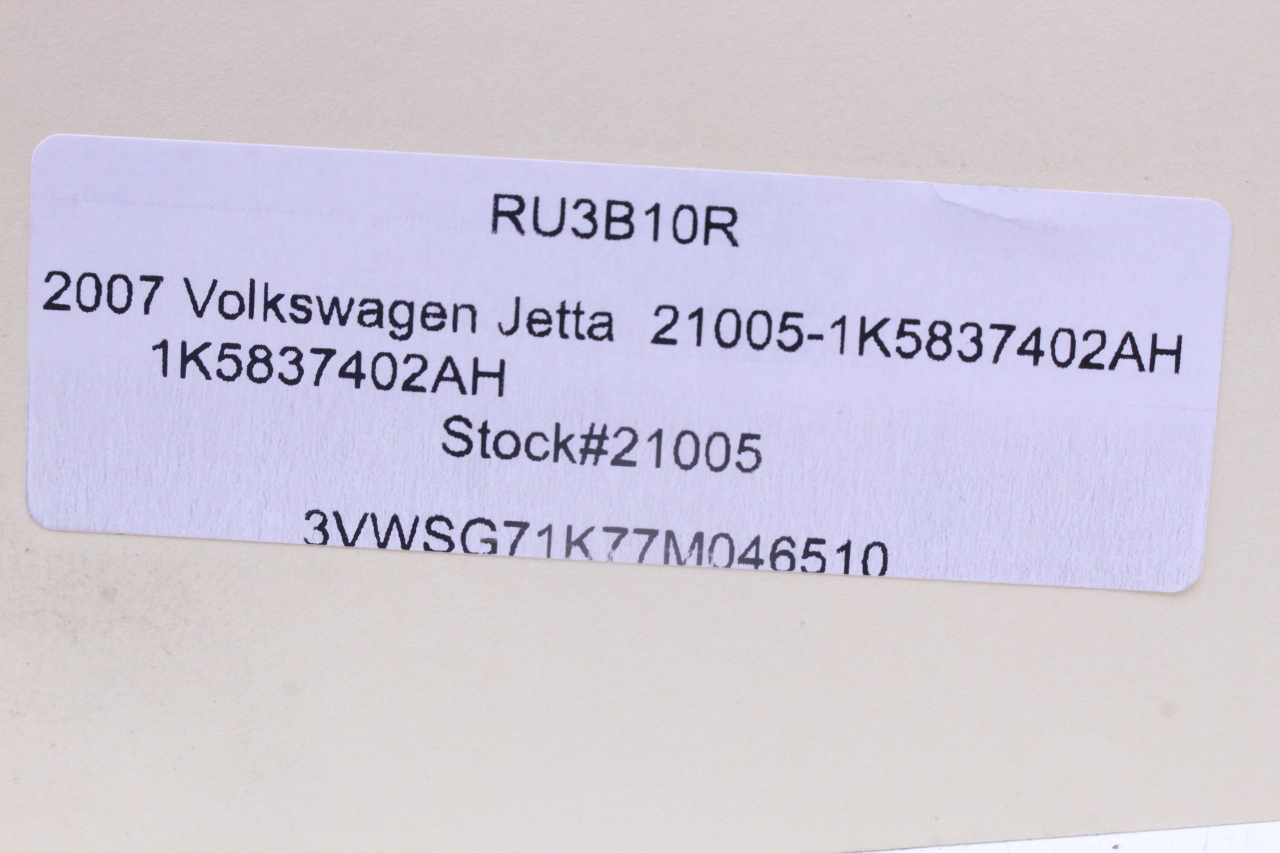 RU3B10R
2007 Volkswagen Jetta 21005-1K5837402AH
1K5837402AH
Stock#21005
3VWSG71K77M046510